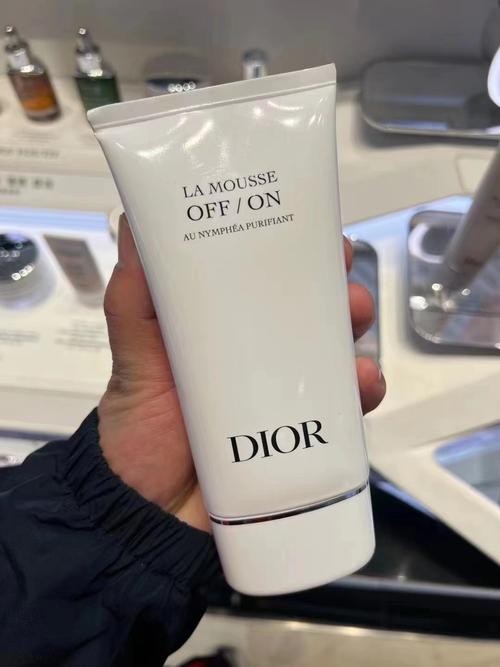 LA MOUSSE
OFF / ON
AU NYMPHÉA PURIFIANT
DIOR